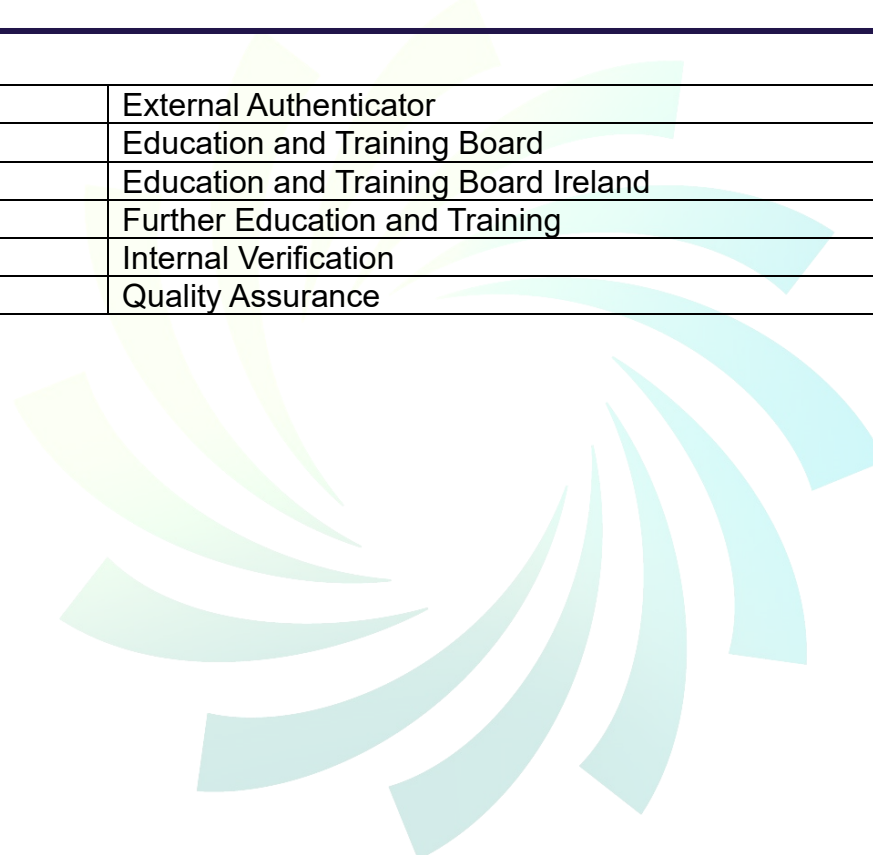 External Authenticator
Education and Training Board
Education and Training Board Ireland
Further Education and Training
Internal Verification
Quality Assurance